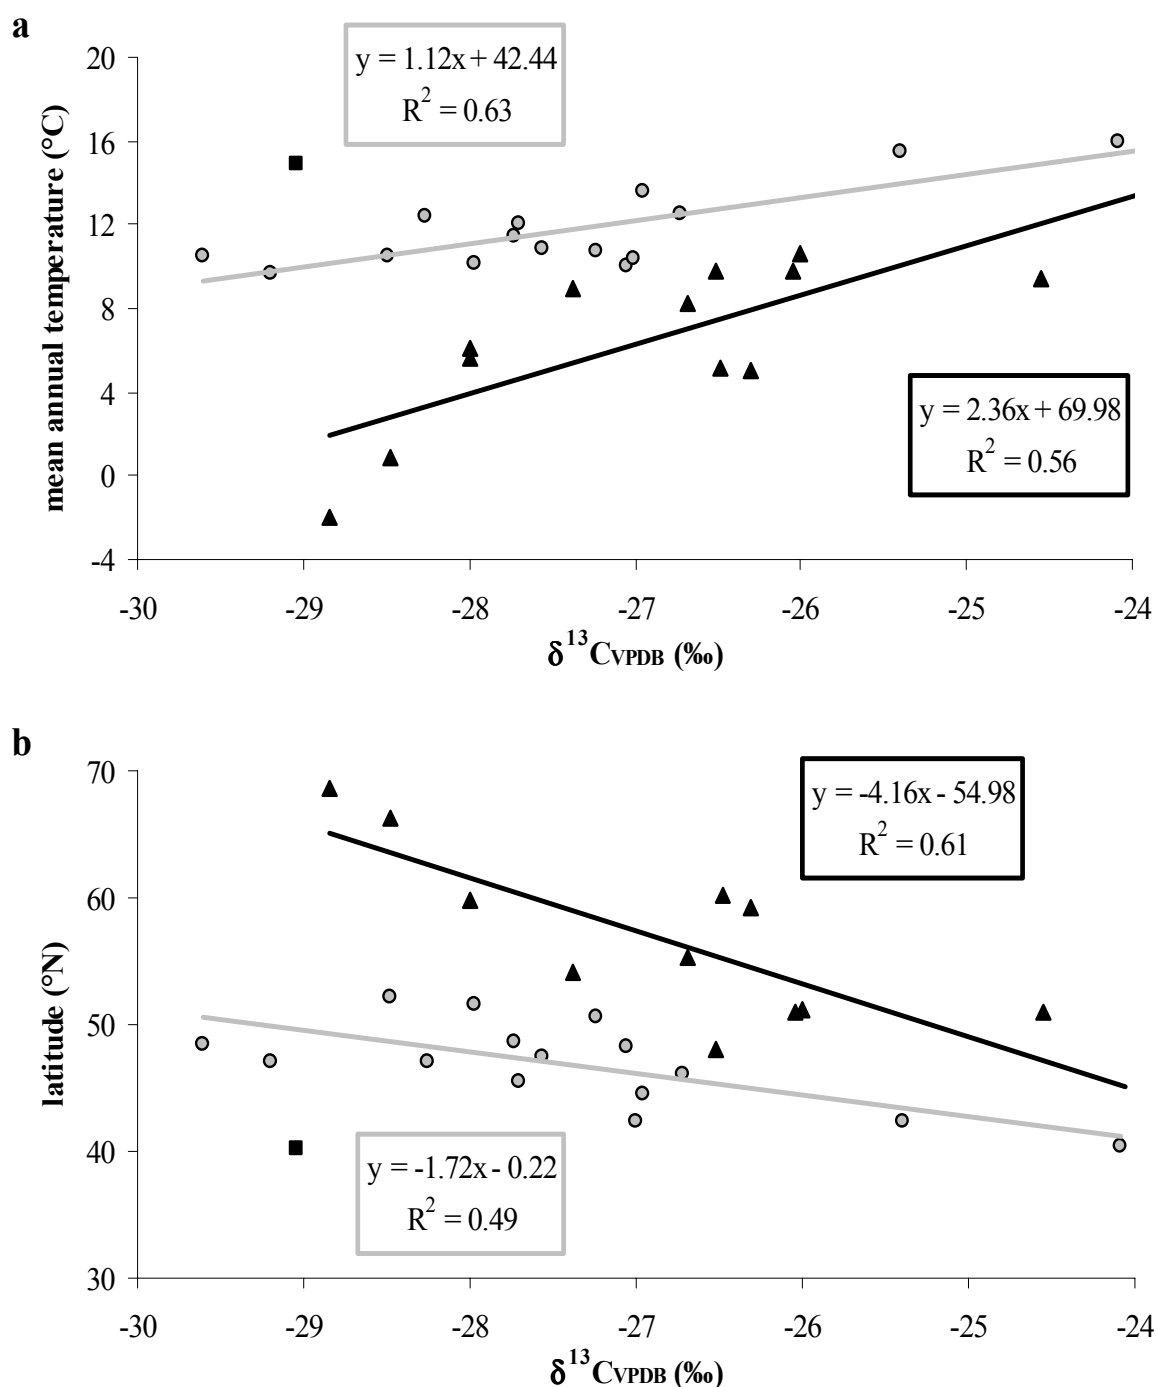 a
y = 1.12x + 42.44
R² = 0.63
20
16
12
8
4
0
-4
mean annual temperature (°C)
y = 2.36x + 69.98
R² = 0.56
-30 -29 -28 -27 -26 -25 -24
δ¹³CVPDB (‰)
b
y = -4.16x - 54.98
R² = 0.61
70
60
50
40
30
latitude (°N)
y = -1.72x - 0.22
R² = 0.49
-30 -29 -28 -27 -26 -25 -24
δ¹³CVPDB (‰)